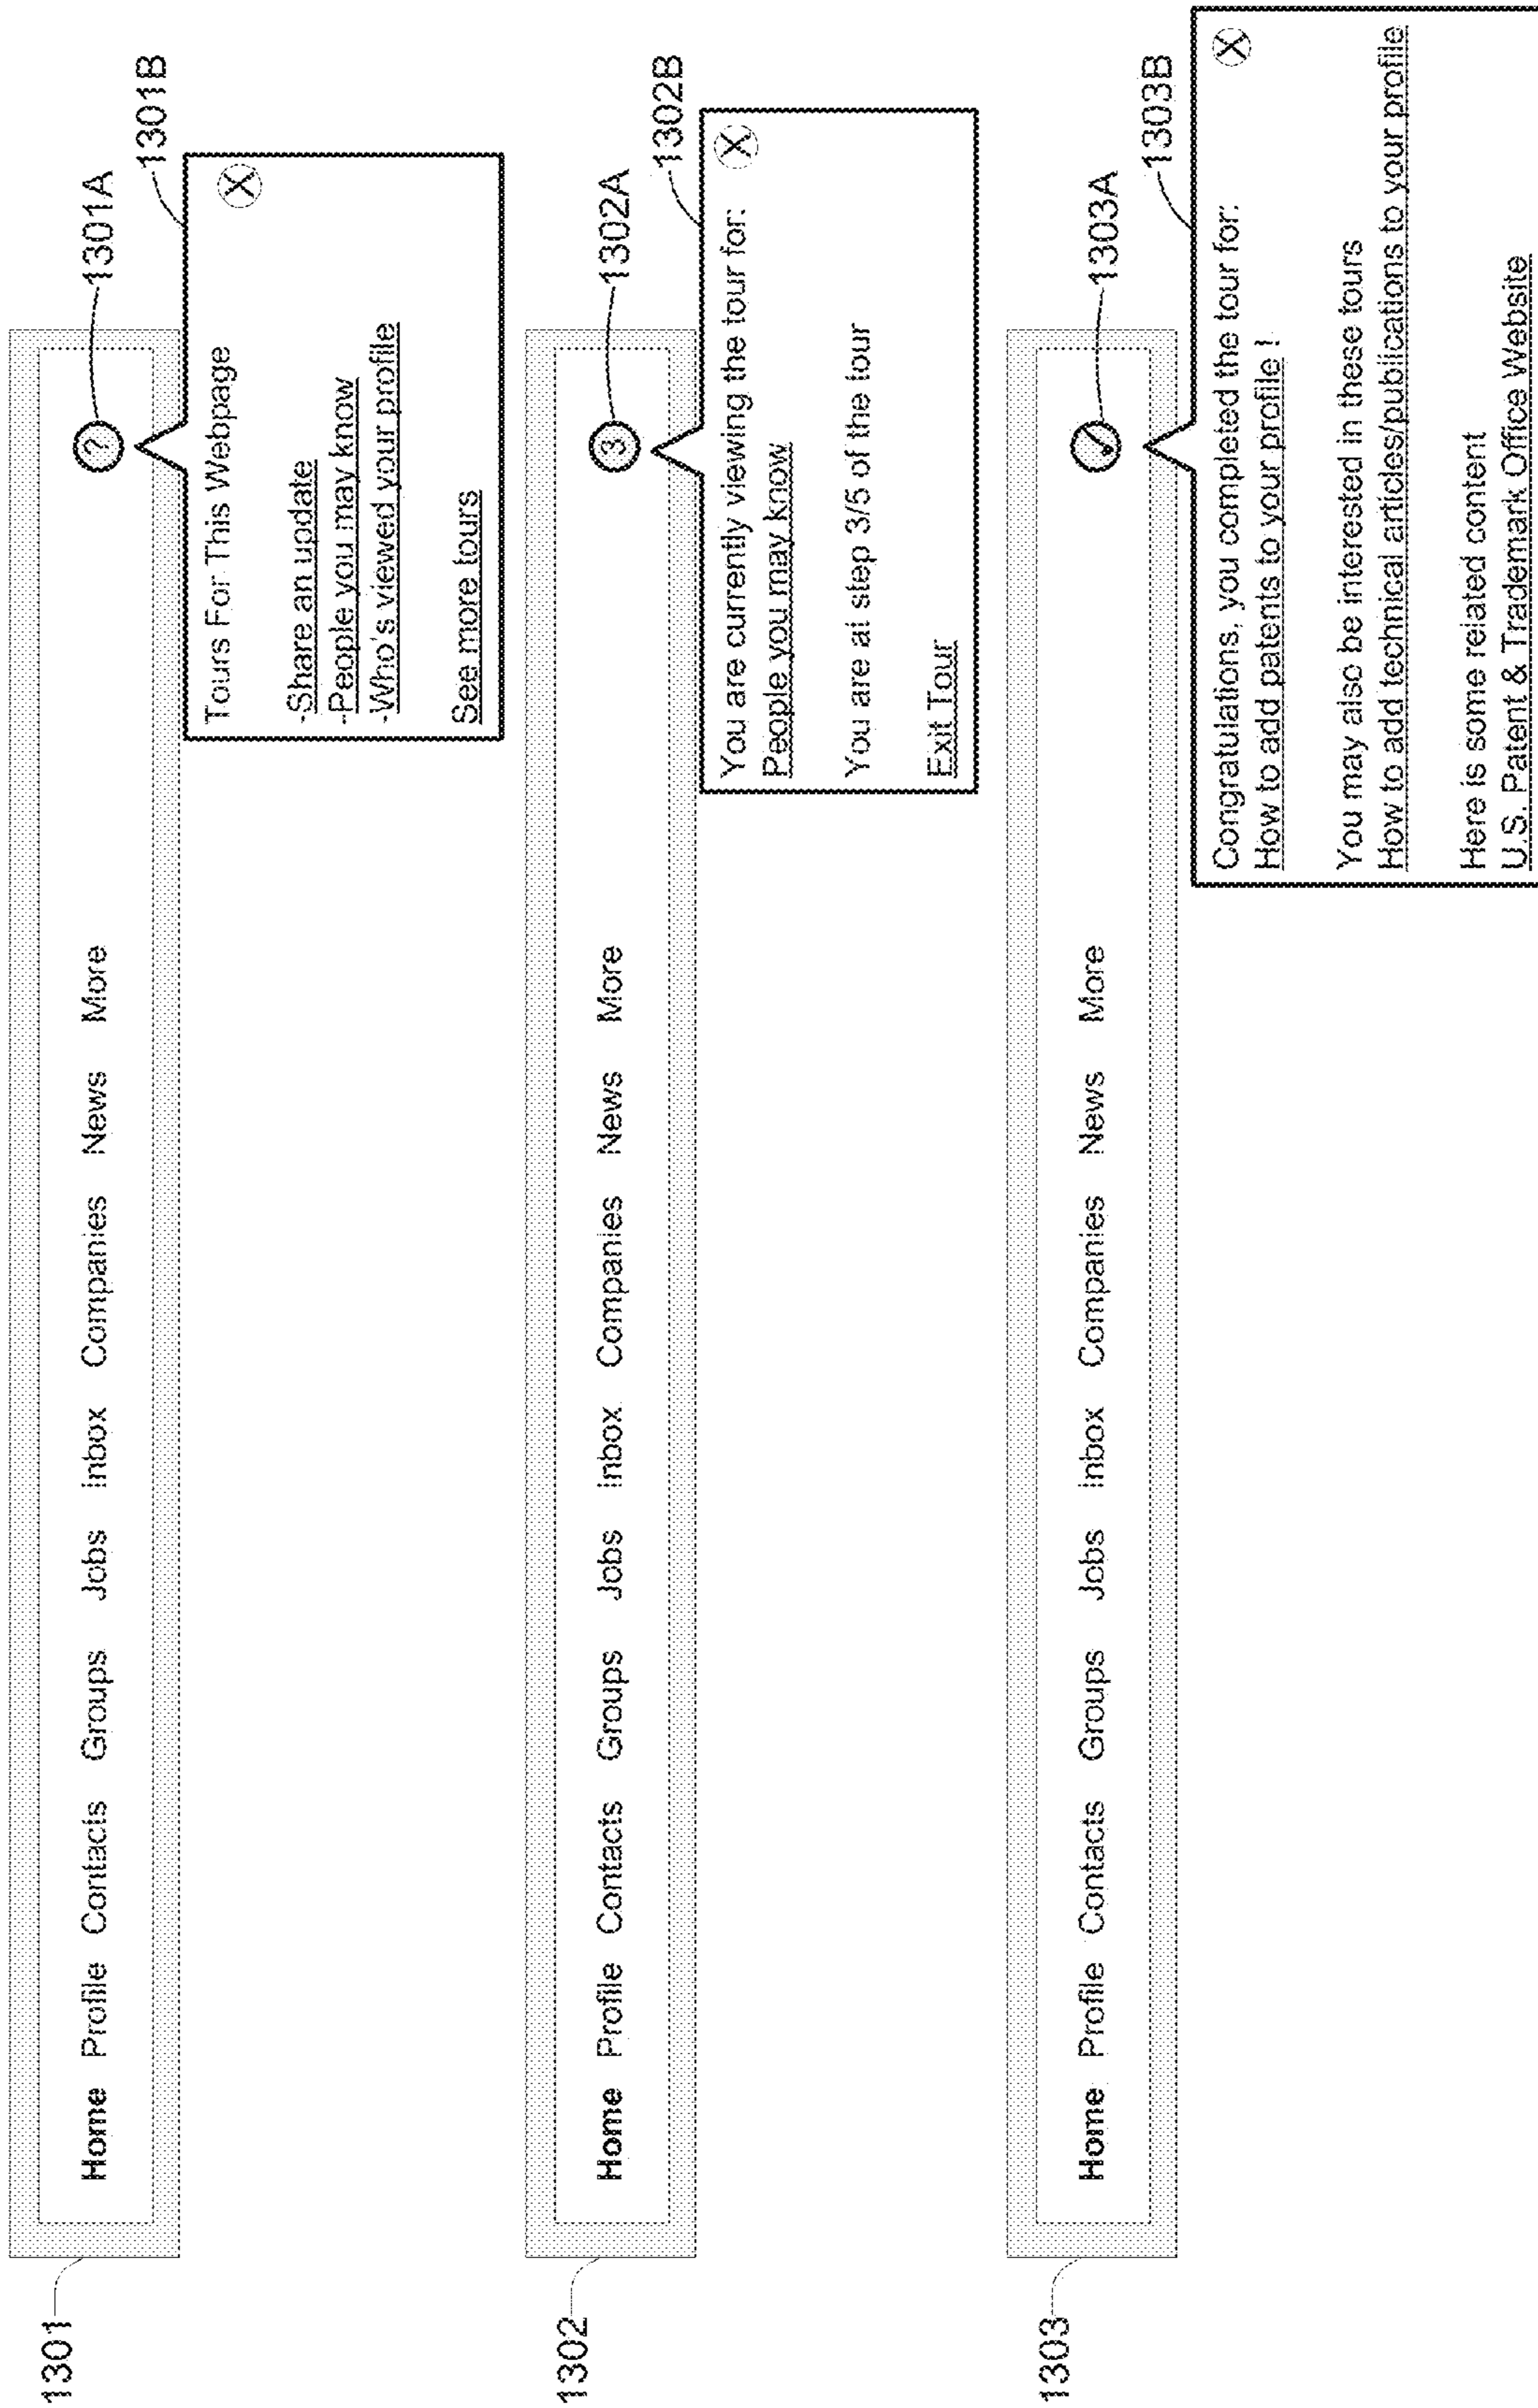 1301
Home Profile Contacts Groups Jobs Inbox Companies News More
?
1301A
1301B
Tours For This Webpage
X
-Share an update
-People you may know
-Who's viewed your profile
See more tours
1302
Home Profile Contacts Groups Jobs Inbox Companies News More
3
1302A
1302B
You are currently viewing the tour for:
X
People you may know
You are at step 3/5 of the tour
Exit Tour
1303
Home Profile Contacts Groups Jobs Inbox Companies News More
1303A
1303B
Congratulations, you completed the tour for:
X
How to add patents to your profile !
You may also be interested in these tours
How to add technical articles/publications to your profile
Here is some related content
U.S. Patent & Trademark Office Website